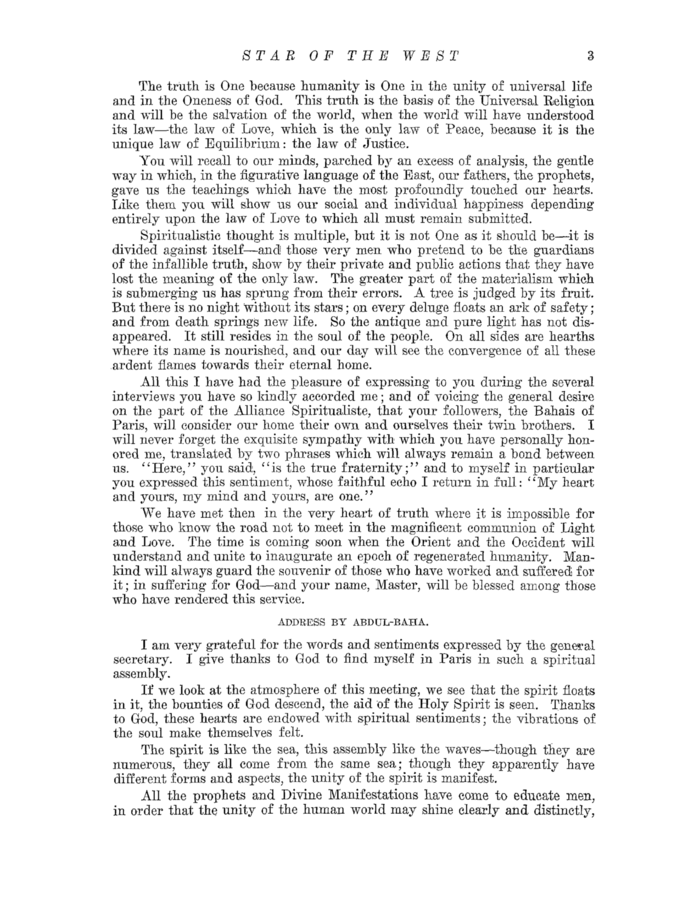 STAR OF THE WEST 3
The truth is One because humanity is One in the unity of universal life
and in the Oneness of God. This truth is the basis of the Universal Religion
and will be the salvation of the world, when the world will have understood
its law—the law of Love, which is the only law of Peace, because it is the
unique law of Equilibrium: the law of Justice.
You will recall to our minds, parched by an excess of analysis, the gentle
way in which, in the figurative language of the East, our fathers, the prophets,
gave us the teachings which have the most profoundly touched our hearts.
Like them you will show us our social and individual happiness depending
entirely upon the law of Love to which all must remain submitted.
Spiritualistic thought is multiple, but it is not One as it should be—it is
divided against itself—and those very men who pretend to be the guardians
of the infallible truth, show by their private and public actions that they have
lost the meaning of the only law. The greater part of the materialism which
is submerging us has sprung from their errors. A tree is judged by its fruit.
But there is no night without its stars; on every deluge floats an ark of safety;
and from death springs new life. So the antique and pure light has not dis-
appeared. It still resides in the soul of the people. On all sides are hearths
where its name is nourished, and our day will see the convergence of all these
ardent flames towards their eternal home.
All this I have had the pleasure of expressing to you during the several
interviews you have so kindly accorded me; and of voicing the general desire
on the part of the Alliance Spiritualiste, that your followers, the Bahais of
Paris, will consider our home their own and ourselves their twin brothers. I
will never forget the exquisite sympathy with which you have personally hon-
ored me, translated by two phrases which will always remain a bond between
us. "Here," you said, "is the true fraternity;" and to myself in particular
you expressed this sentiment, whose faithful echo I return in full: "My heart
and yours, my mind and yours, are one."
We have met then in the very heart of truth where it is impossible for
those who know the road not to meet in the magnificent communion of Light
and Love. The time is coming soon when the Orient and the Occident will
understand and unite to inaugurate an epoch of regenerated humanity. Man-
kind will always guard the souvenir of those who have worked and suffered for
it; in suffering for God—and your name, Master, will be blessed among those
who have rendered this service.
ADDRESS BY ABDUL-BAHA.
I am very grateful for the words and sentiments expressed by the general
secretary. I give thanks to God to find myself in Paris in such a spiritual
assembly.
If we look at the atmosphere of this meeting, we see that the spirit floats
in it, the bounties of God descend, the aid of the Holy Spirit is seen. Thanks
to God, these hearts are endowed with spiritual sentiments; the vibrations of
the soul make themselves felt.
The spirit is like the sea, this assembly like the waves—though they are
numerous, they all come from the same sea; though they apparently have
different forms and aspects, the unity of the spirit is manifest.
All the prophets and Divine Manifestations have come to educate men,
in order that the unity of the human world may shine clearly and distinctly,